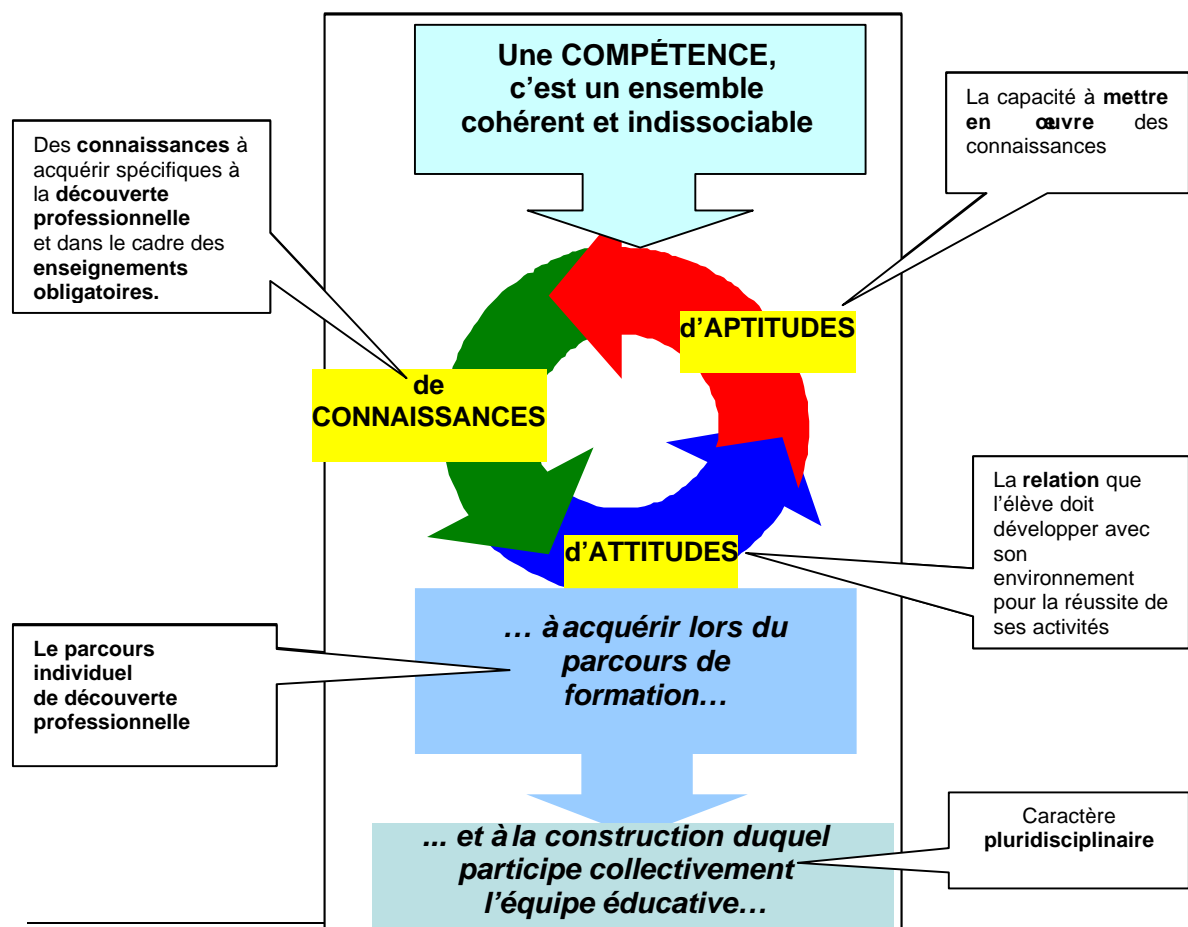 Une COMPÉTENCE,
c'est un ensemble
cohérent et indissociable
La capacité à mettre
en œuvre des
connaissances
Des connaissances à
acquérir spécifiques à
la découverte
professionnelle
et dans le cadre des
enseignements
obligatoires.
d'APTITUDES
de
CONNAISSANCES
La relation que
l'élève doit
développer avec
son
environnement
pour la réussite de
ses activités
d'ATTITUDES
… à acquérir lors du
parcours de
formation…
Le parcours
individuel
de découverte
professionnelle
... et à la construction duquel
participe collectivement
l'équipe éducative…
Caractère
pluridisciplinaire